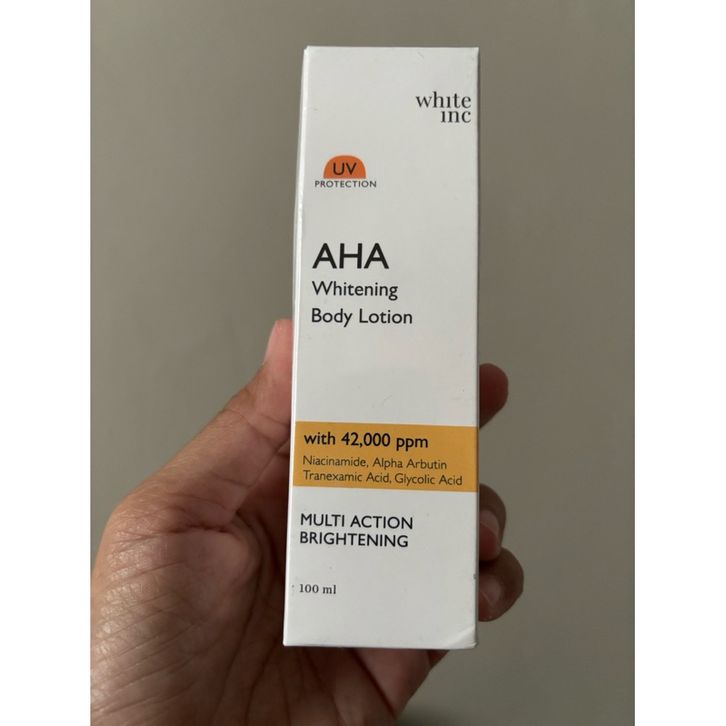 white
inc
UV
PROTECTION
AHA
Whitening
Body Lotion
with 42,000 ppm
Niacinamide, Alpha Arbutin
Tranexamic Acid, Glycolic Acid
MULTI ACTION
BRIGHTENING
100 ml